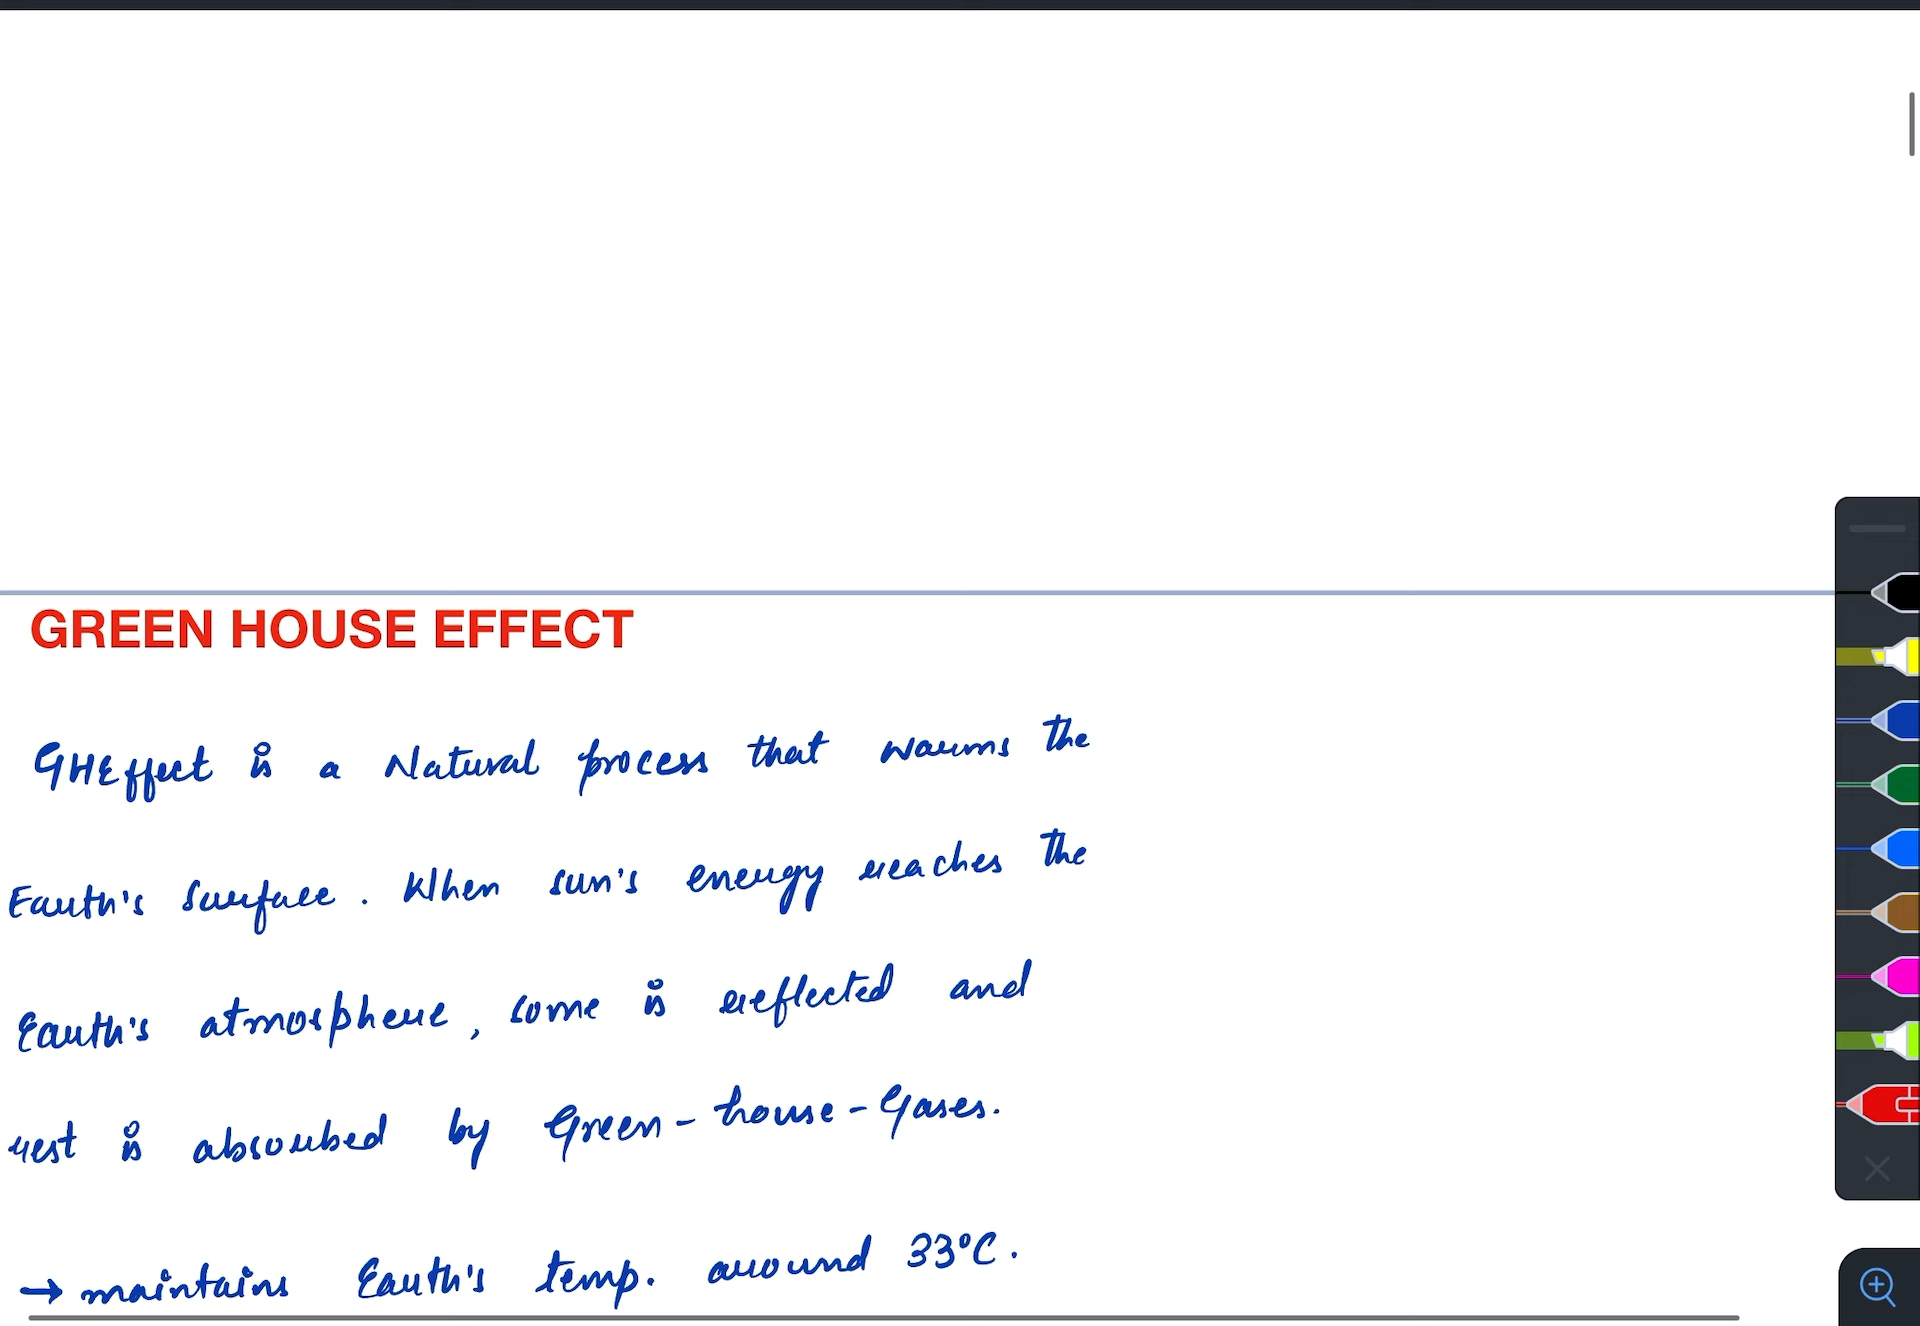 GREEN HOUSE EFFECT
GHEffect is a Natural process that warms the
Earth's surface. When sun's energy reaches the
Earth's atmosphere, some is reflected and
rest is absorbed by Green-house-Gases.
→ maintains Earth's temp. around 33°C.